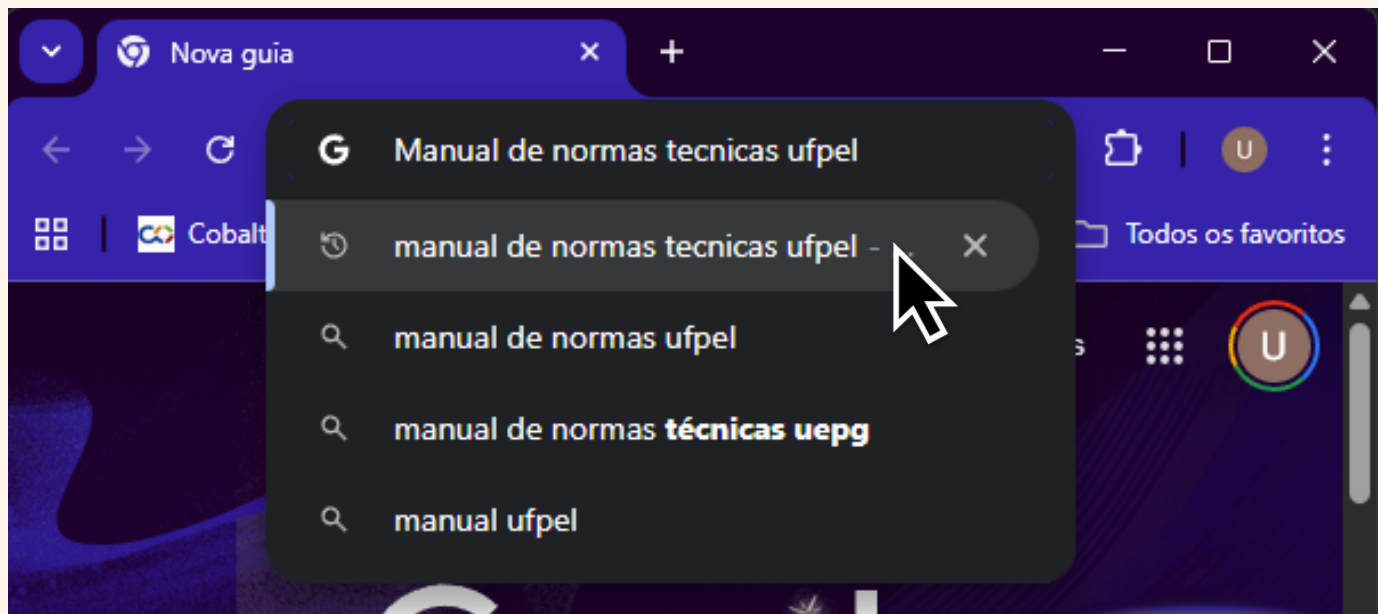 Nova guia
Manual de normas tecnicas ufpel
U
Cobalt
manual de normas tecnicas ufpel -
Todos os favoritos
manual de normas ufpel
s
U
manual de normas técnicas uepg
manual ufpel